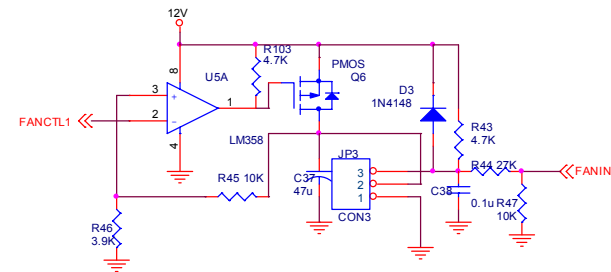 12V
R103
4.7K
PMOS
Q6
8
U5A
3
+
1
FANCTL1
2
-
4
LM358
D3
1N4148
R43
4.7K
JP3
R45 10K
C37
47u
3
2
1
CON3
R44 27K
FANIN
C38
0.1u
R47
10K
R46
3.9K